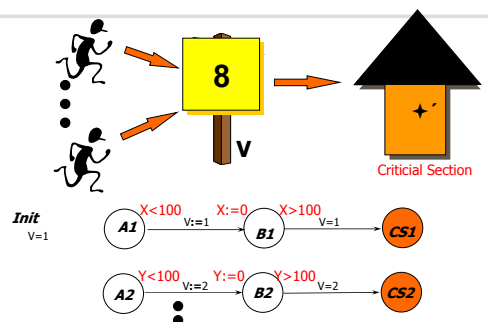 8
V
Criticial Section
Init
V=1
A1
X<100
V:=1
X:=0
B1
X>100
V=1
CS1
A2
Y<100
V:=2
Y:=0
B2
Y>100
V=2
CS2